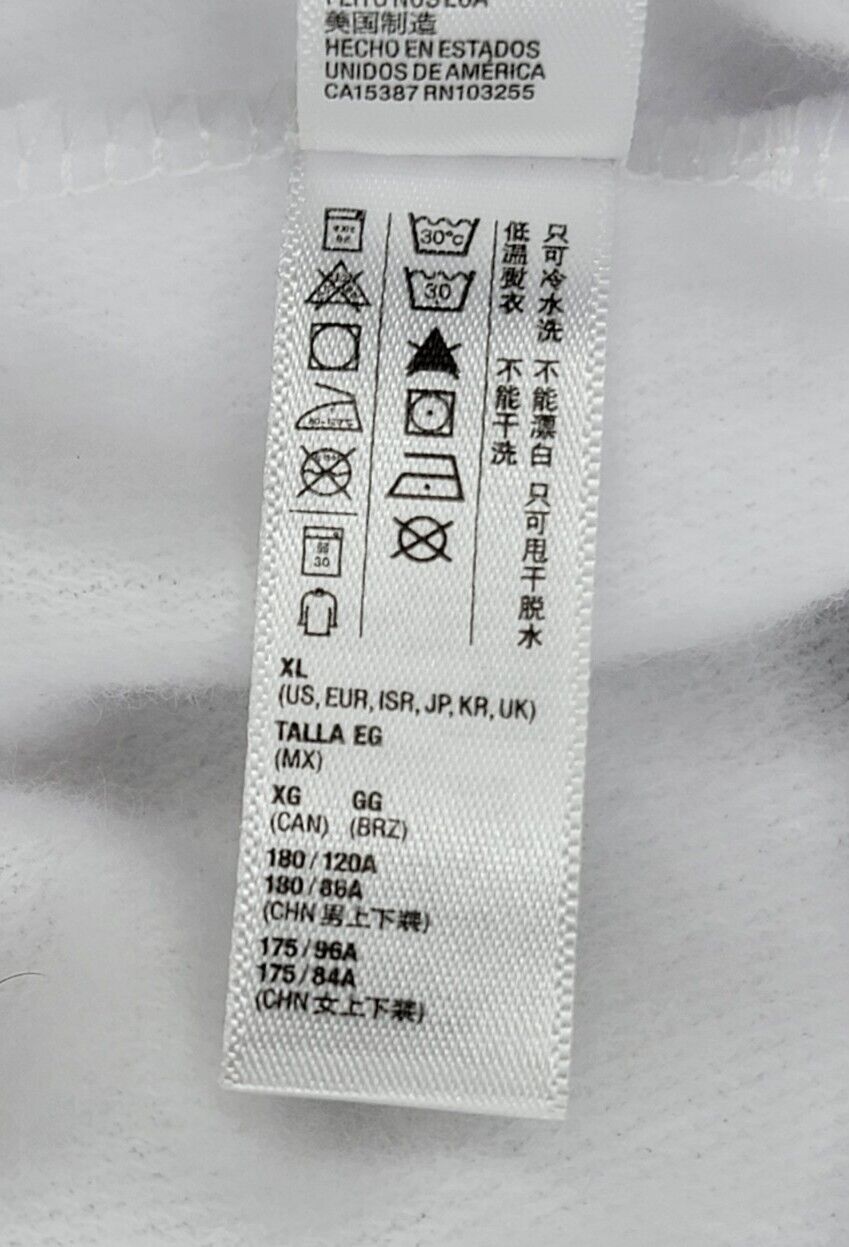 美国制造
HECHO EN ESTADOS
UNIDOS DE AMÉRICA
CA15387 RN103255
30°c
30
30
只可冷水洗 不能漂白 只可甩干脱水
低温熨衣 不能干洗
XL
(US, EUR, ISR, JP, KR, UK)
TALLA EG
(MX)
XG GG
(CAN) (BRZ)
180/120A
180/86A
(CHN 男上下装)
175/96A
175/84A
(CHN 女上下装)